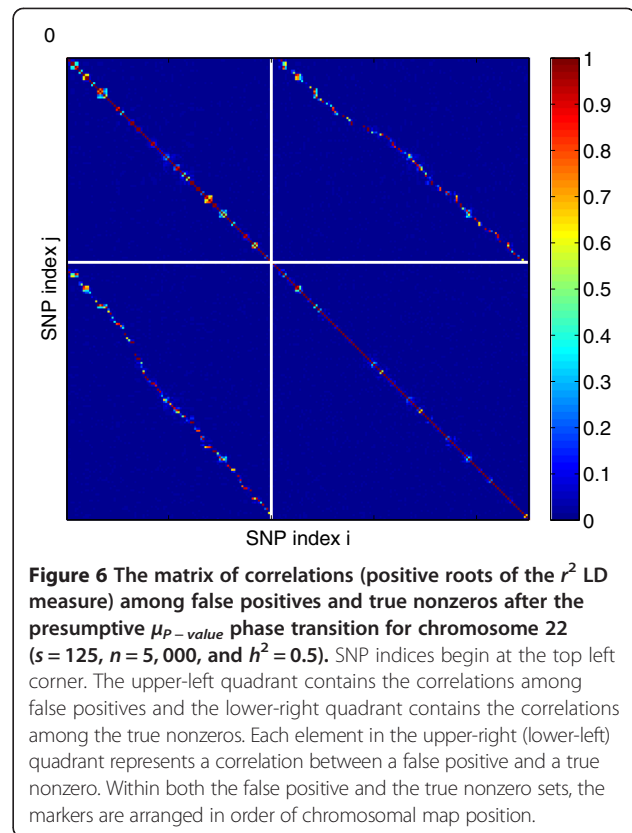 0
1
0.9
0.8
0.7
0.6
0.5
0.4
0.3
0.2
0.1
0
SNP index j
SNP index i
Figure 6 The matrix of correlations (positive roots of the r² LD
measure) among false positives and true nonzeros after the
presumptive μP − value phase transition for chromosome 22
(s = 125, n = 5, 000, and h² = 0.5). SNP indices begin at the top left
corner. The upper-left quadrant contains the correlations among
false positives and the lower-right quadrant contains the correlations
among the true nonzeros. Each element in the upper-right (lower-left)
quadrant represents a correlation between a false positive and a true
nonzero. Within both the false positive and the true nonzero sets, the
markers are arranged in order of chromosomal map position.